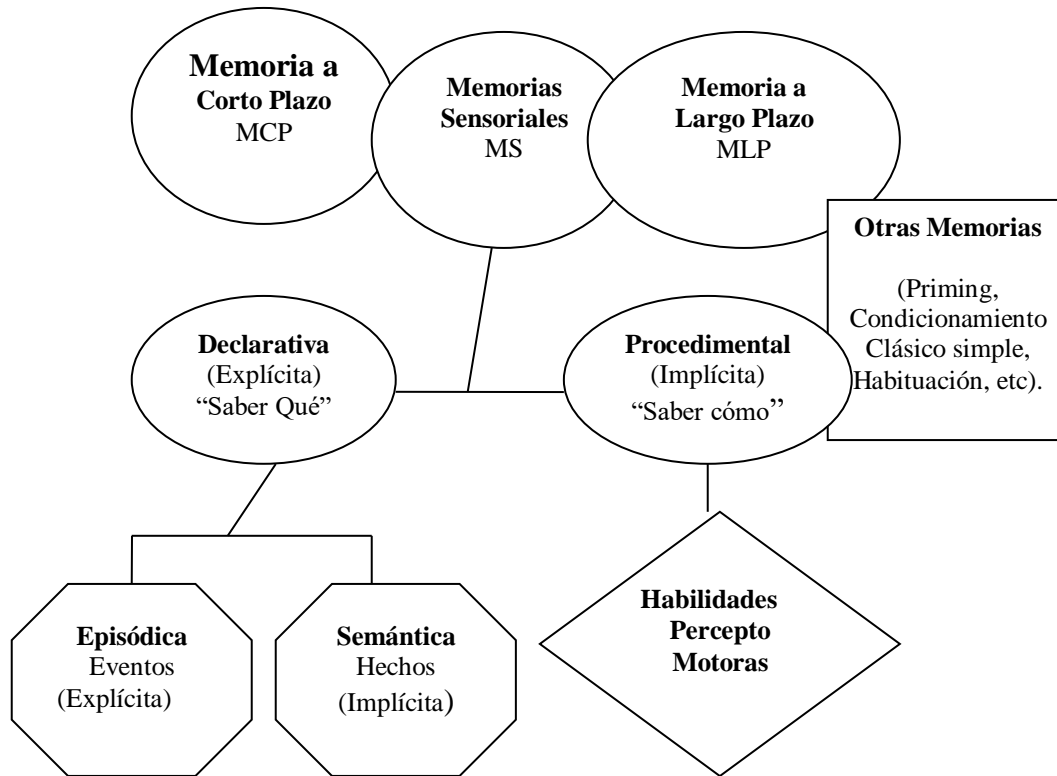 Memoria a
Corto Plazo
MCP
Memorias
Sensoriales
MS
Memoria a
Largo Plazo
MLP
Otras Memorias
(Priming,
Condicionamiento
Clásico simple,
Habituación, etc).
Declarativa
(Explícita)
“Saber Qué”
Procedimental
(Implícita)
“Saber cómo”
Episódica
Eventos
(Explícita)
Semántica
Hechos
(Implícita)
Habilidades
Percepto
Motoras